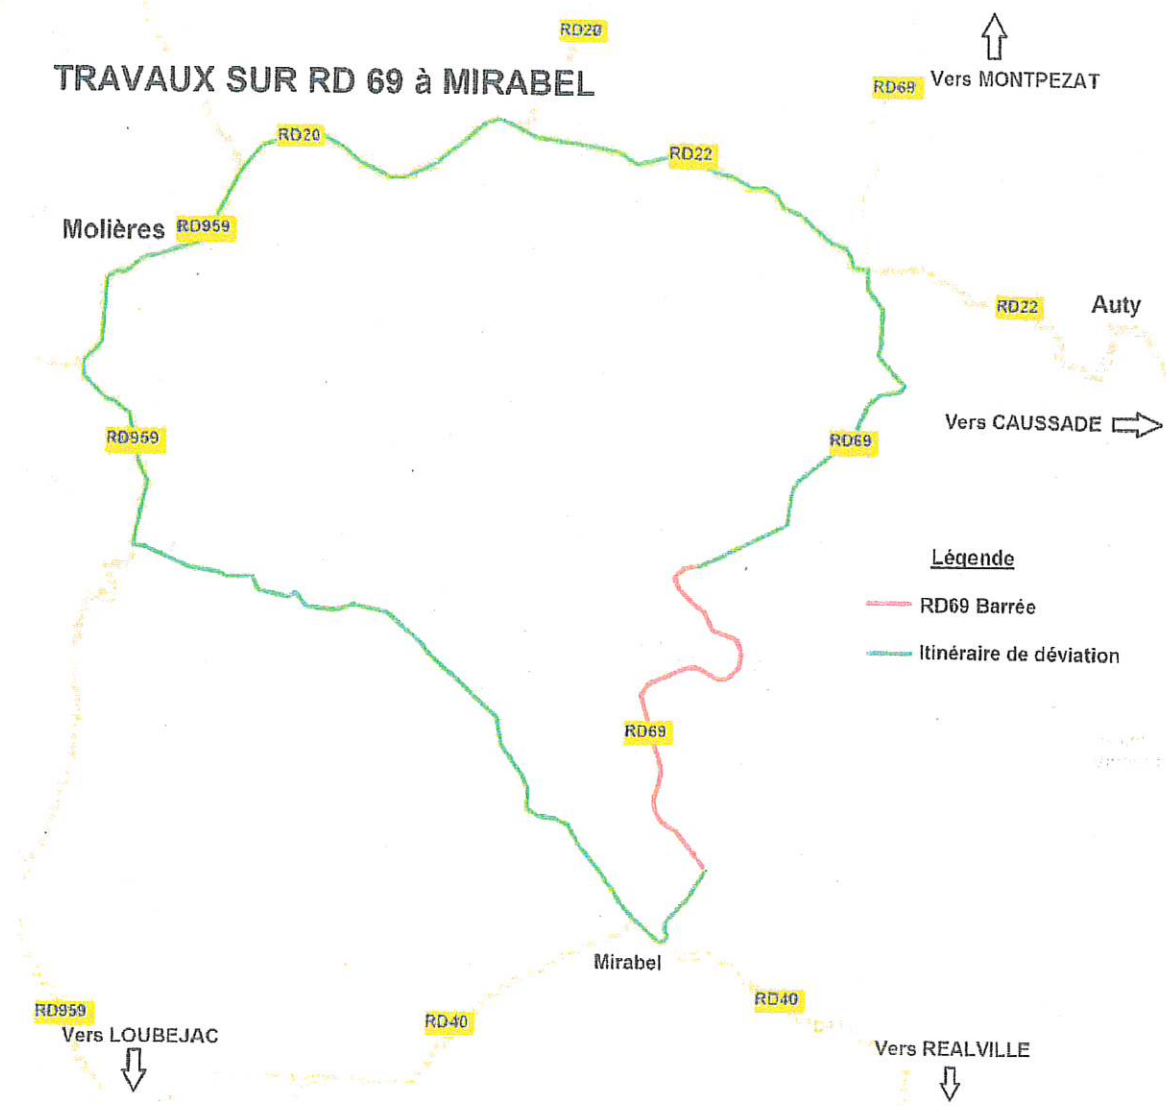 RD20
TRAVAUX SUR RD 69 à MIRABEL
RD68
Vers MONTPEZAT
RD20
RD22
Molières
RD959
RD22
Auty
Vers CAUSSADE
RD959
RD69
Légende
RD69 Barrée
Itinéraire de déviation
RD69
Mirabel
RD959
Vers LOUBEJAC
RD40
RD40
Vers REALVILLE